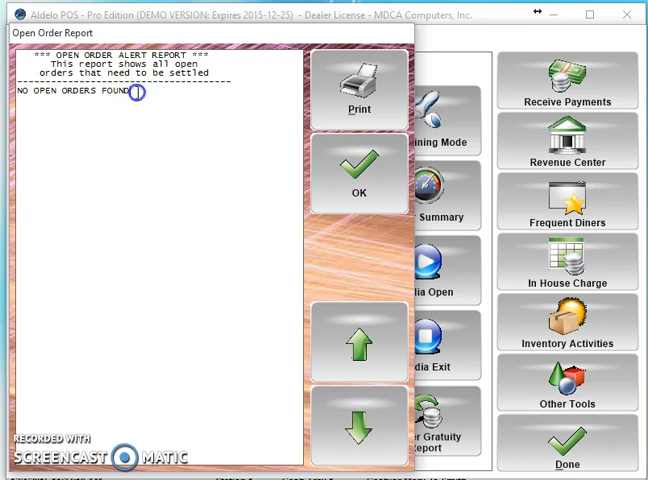 Aldelo POS - Pro Edition (DEMO VERSION: Expires 2015-12-25) - Dealer License - MDCA Computers, Inc.
Open Order Report
*** OPEN ORDER ALERT REPORT ***
This report shows all open
orders that need to be settled
--------------------------------
NO OPEN ORDERS FOUND
Print
OK
ining Mode
Summary
dia Open
dia Exit
r Gratuity
Report
Receive Payments
Revenue Center
Frequent Diners
In House Charge
Inventory Activities
Other Tools
Done
RECORDED WITH
SCREENCAST MATIC